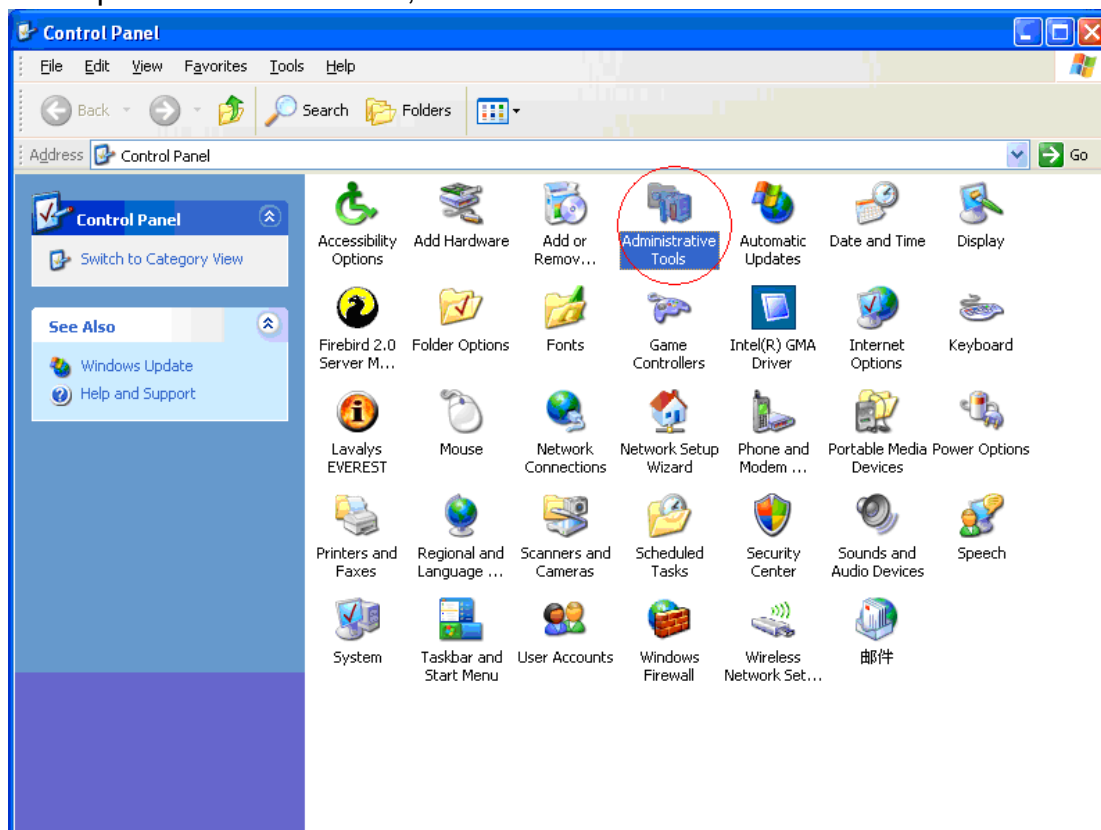 Control Panel
File Edit View Favorites Tools Help
Back Search Folders
Address Control Panel Go
Control Panel
Switch to Category View
See Also
Windows Update
Help and Support
Accessibility Options
Add Hardware
Add or Remov...
Administrative Tools
Automatic Updates
Date and Time
Display
Firebird 2.0 Server M...
Folder Options
Fonts
Game Controllers
Intel(R) GMA Driver
Internet Options
Keyboard
Lavalys EVEREST
Mouse
Network Connections
Network Setup Wizard
Phone and Modem ...
Portable Media Devices
Power Options
Printers and Faxes
Regional and Language ...
Scanners and Cameras
Scheduled Tasks
Security Center
Sounds and Audio Devices
Speech
System
Taskbar and Start Menu
User Accounts
Windows Firewall
Wireless Network Set...
邮件